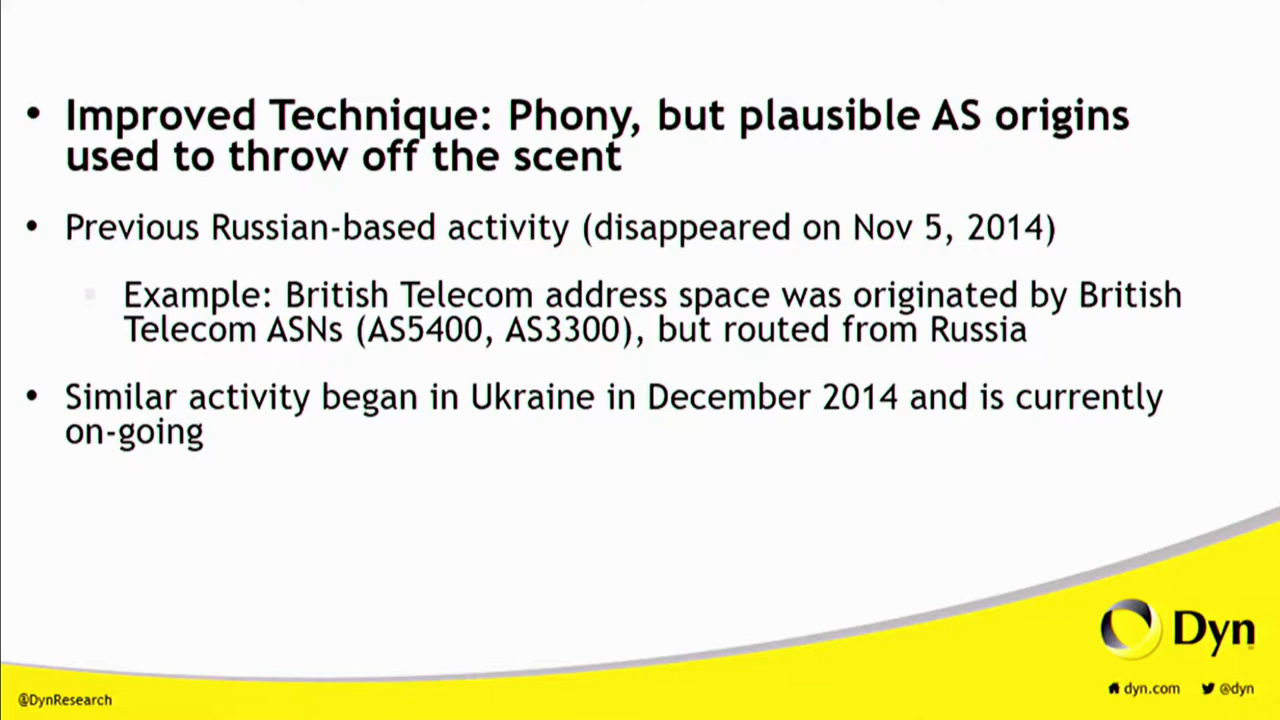 • Improved Technique: Phony, but plausible AS origins
used to throw off the scent
• Previous Russian-based activity (disappeared on Nov 5, 2014)
▪ Example: British Telecom address space was originated by British
Telecom ASNs (AS5400, AS3300), but routed from Russia
• Similar activity began in Ukraine in December 2014 and is currently
on-going
Dyn
dyn.com @dyn
@DynResearch